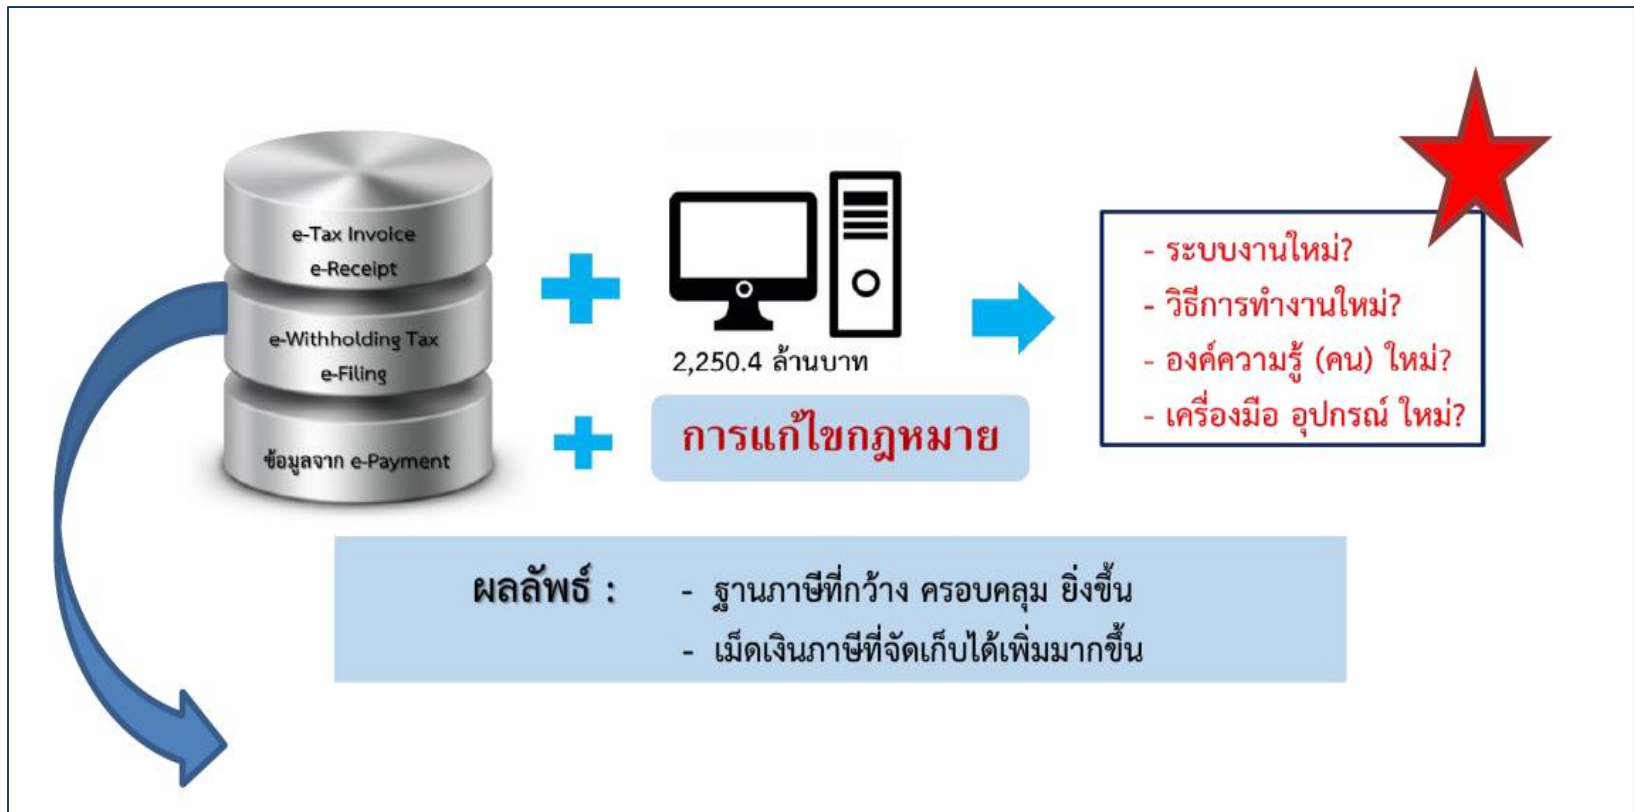 e-Tax Invoice
e-Receipt
e-Withholding Tax
e-Filing
ข้อมูลจาก e-Payment
2,250.4 ล้านบาท
การแก้ไขกฎหมาย
- ระบบงานใหม่?
- วิธีการทำงานใหม่?
- องค์ความรู้ (คน) ใหม่?
- เครื่องมือ อุปกรณ์ ใหม่?
ผลลัพธ์ : - ฐานภาษีที่กว้าง ครอบคลุม ยิ่งขึ้น
- เม็ดเงินภาษีที่จัดเก็บได้เพิ่มมากขึ้น